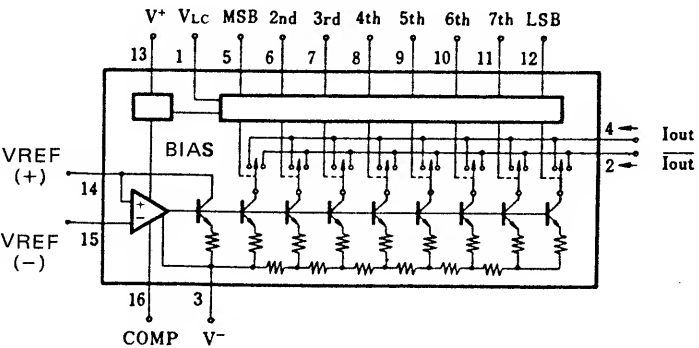 V+ VLC MSB 2nd 3rd 4th 5th 6th 7th LSB
13 1 5 6 7 8 9 10 11 12
4 Iout
BIAS
2 Iout
VREF
(+)
14
+
−
VREF
(−)
15
16 3
COMP V−